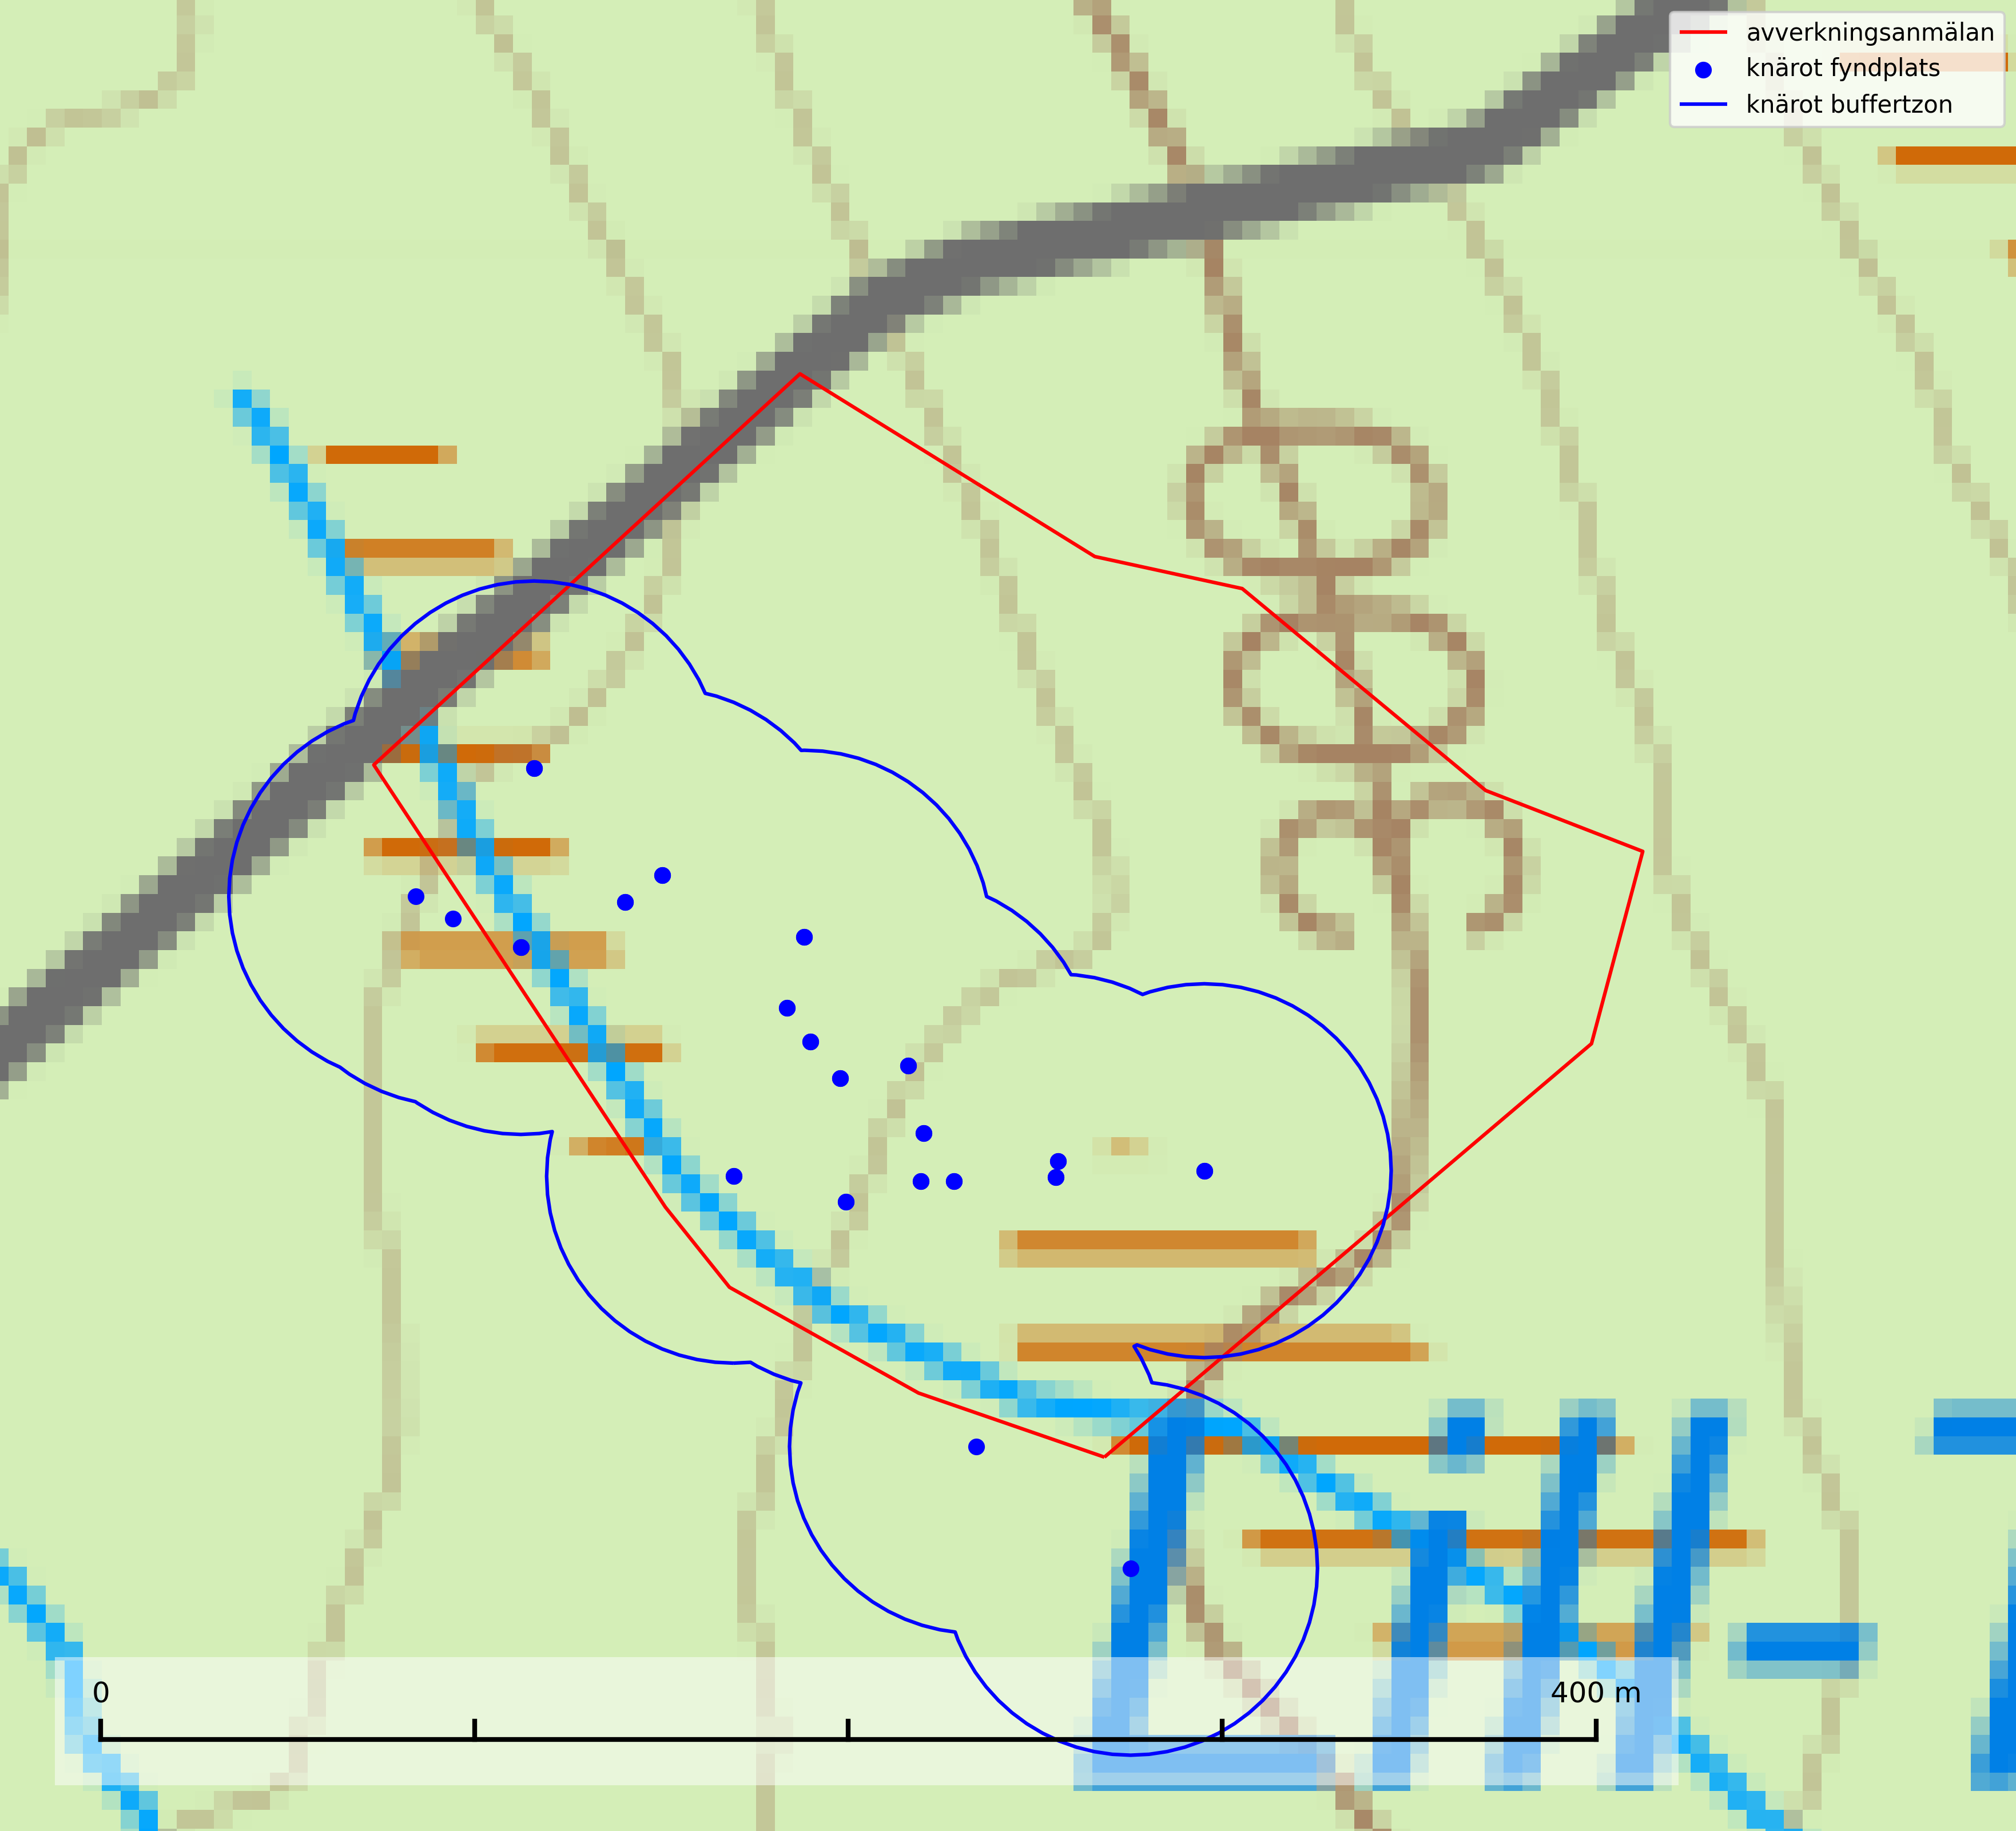 avverkningsanmälan
knärot fyndplats
knärot buffertzon
0 400 m